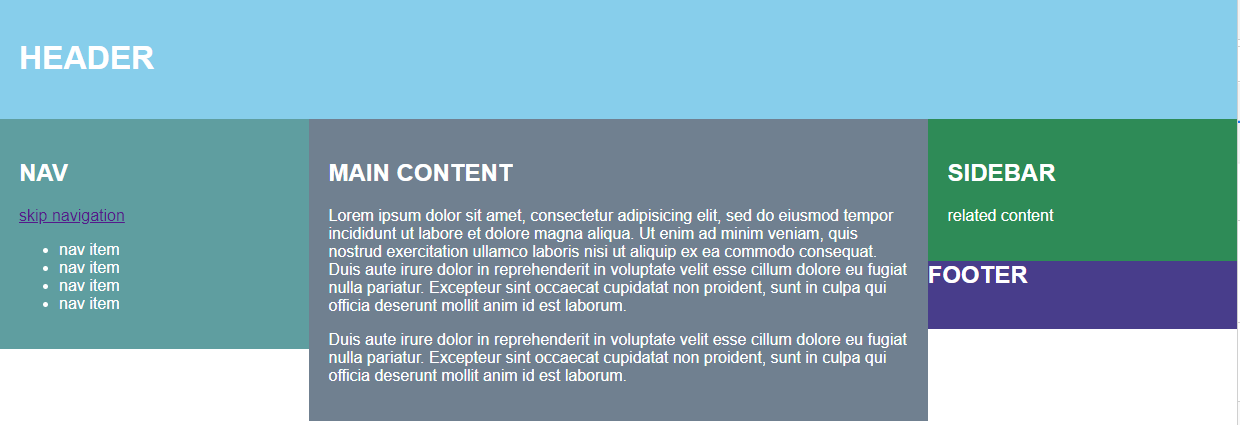 HEADER
NAV
skip navigation
nav item
nav item
nav item
nav item
MAIN CONTENT
Lorem ipsum dolor sit amet, consectetur adipisicing elit, sed do eiusmod tempor
incididunt ut labore et dolore magna aliqua. Ut enim ad minim veniam, quis
nostrud exercitation ullamco laboris nisi ut aliquip ex ea commodo consequat.
Duis aute irure dolor in reprehenderit in voluptate velit esse cillum dolore eu fugiat
nulla pariatur. Excepteur sint occaecat cupidatat non proident, sunt in culpa qui
officia deserunt mollit anim id est laborum.
Duis aute irure dolor in reprehenderit in voluptate velit esse cillum dolore eu fugiat
nulla pariatur. Excepteur sint occaecat cupidatat non proident, sunt in culpa qui
officia deserunt mollit anim id est laborum.
SIDEBAR
related content
FOOTER